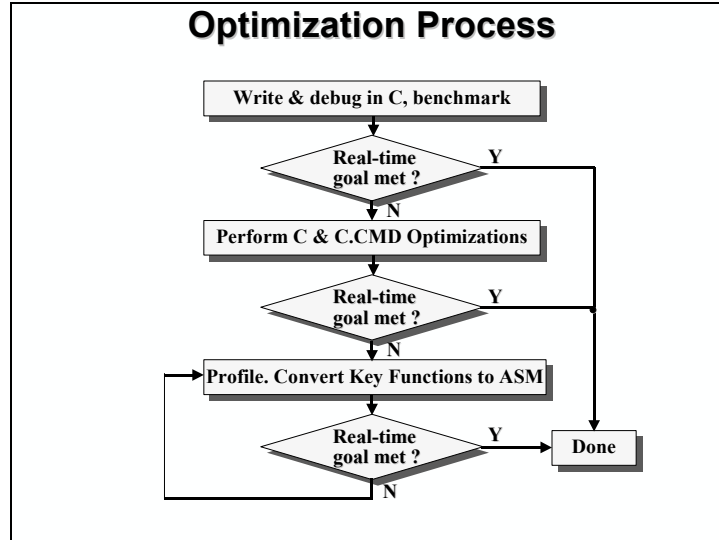 Optimization Process
Write & debug in C, benchmark
Real-time
goal met ?
Y
N
Perform C & C.CMD Optimizations
Real-time
goal met ?
Y
N
Profile. Convert Key Functions to ASM
Real-time
goal met ?
Y
Done
N